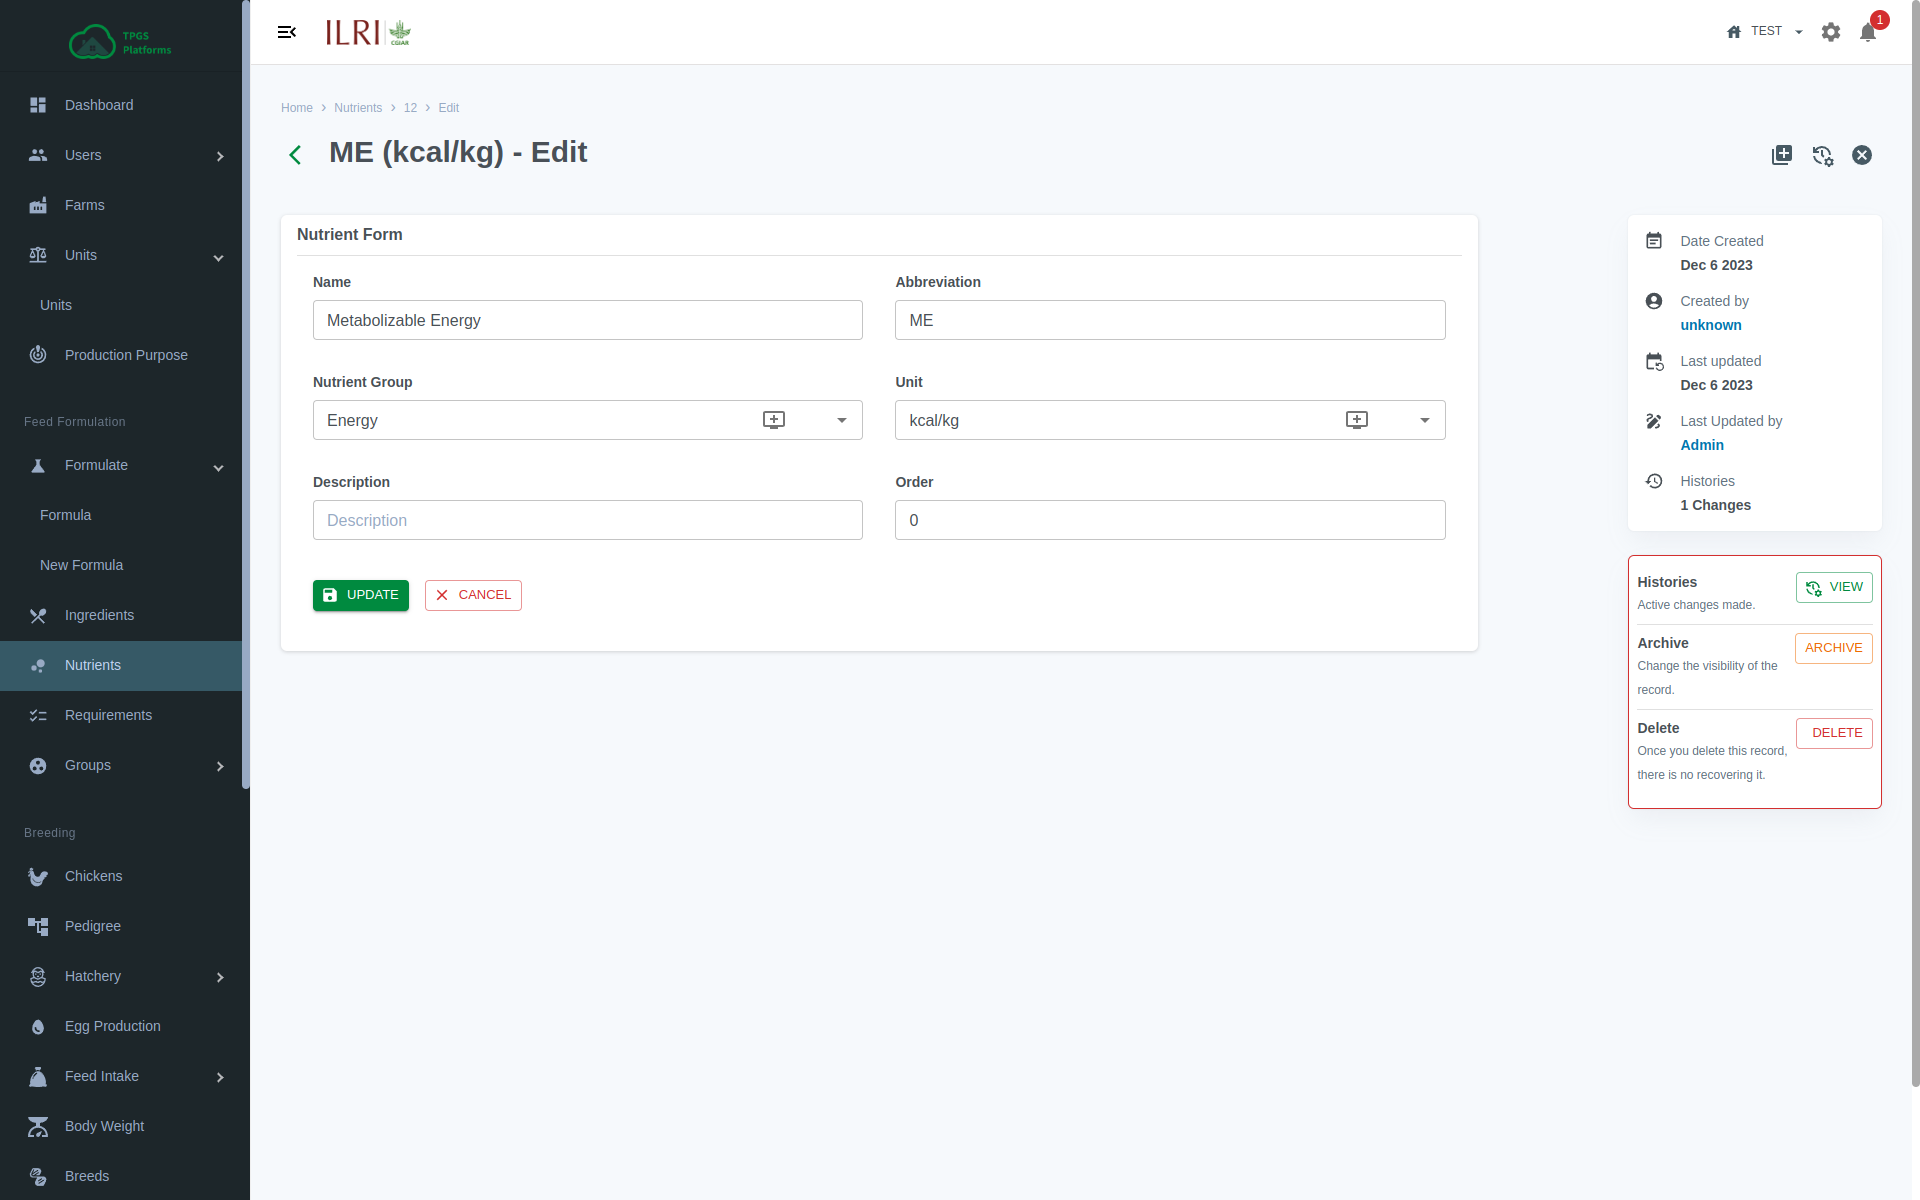 TPGS
Platforms
ILRI
CGIAR
TEST
1
Dashboard
Users
Farms
Units
Units
Production Purpose
Feed Formulation
Formulate
Formula
New Formula
Ingredients
Nutrients
Requirements
Groups
Breeding
Chickens
Pedigree
Hatchery
Egg Production
Feed Intake
Body Weight
Breeds
Home > Nutrients > 12 > Edit
ME (kcal/kg) - Edit
Nutrient Form
Name
Metabolizable Energy
Abbreviation
ME
Nutrient Group
Energy
Unit
kcal/kg
Description
Description
Order
0
UPDATE
CANCEL
Date Created
Dec 6 2023
Created by
unknown
Last updated
Dec 6 2023
Last Updated by
Admin
Histories
1 Changes
Histories
Active changes made.
VIEW
Archive
Change the visibility of the
record.
ARCHIVE
Delete
Once you delete this record,
there is no recovering it.
DELETE